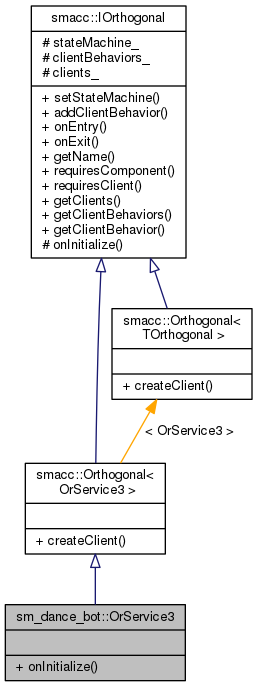 smacc::IOrthogonal
# stateMachine_
# clientBehaviors_
# clients_
+ setStateMachine()
+ addClientBehavior()
+ onEntry()
+ onExit()
+ getName()
+ requiresComponent()
+ requiresClient()
+ getClients()
+ getClientBehaviors()
+ getClientBehavior()
# onInitialize()
smacc::Orthogonal<
TOrthogonal >
+ createClient()
< OrService3 >
smacc::Orthogonal<
OrService3 >
+ createClient()
sm_dance_bot::OrService3
+ onInitialize()